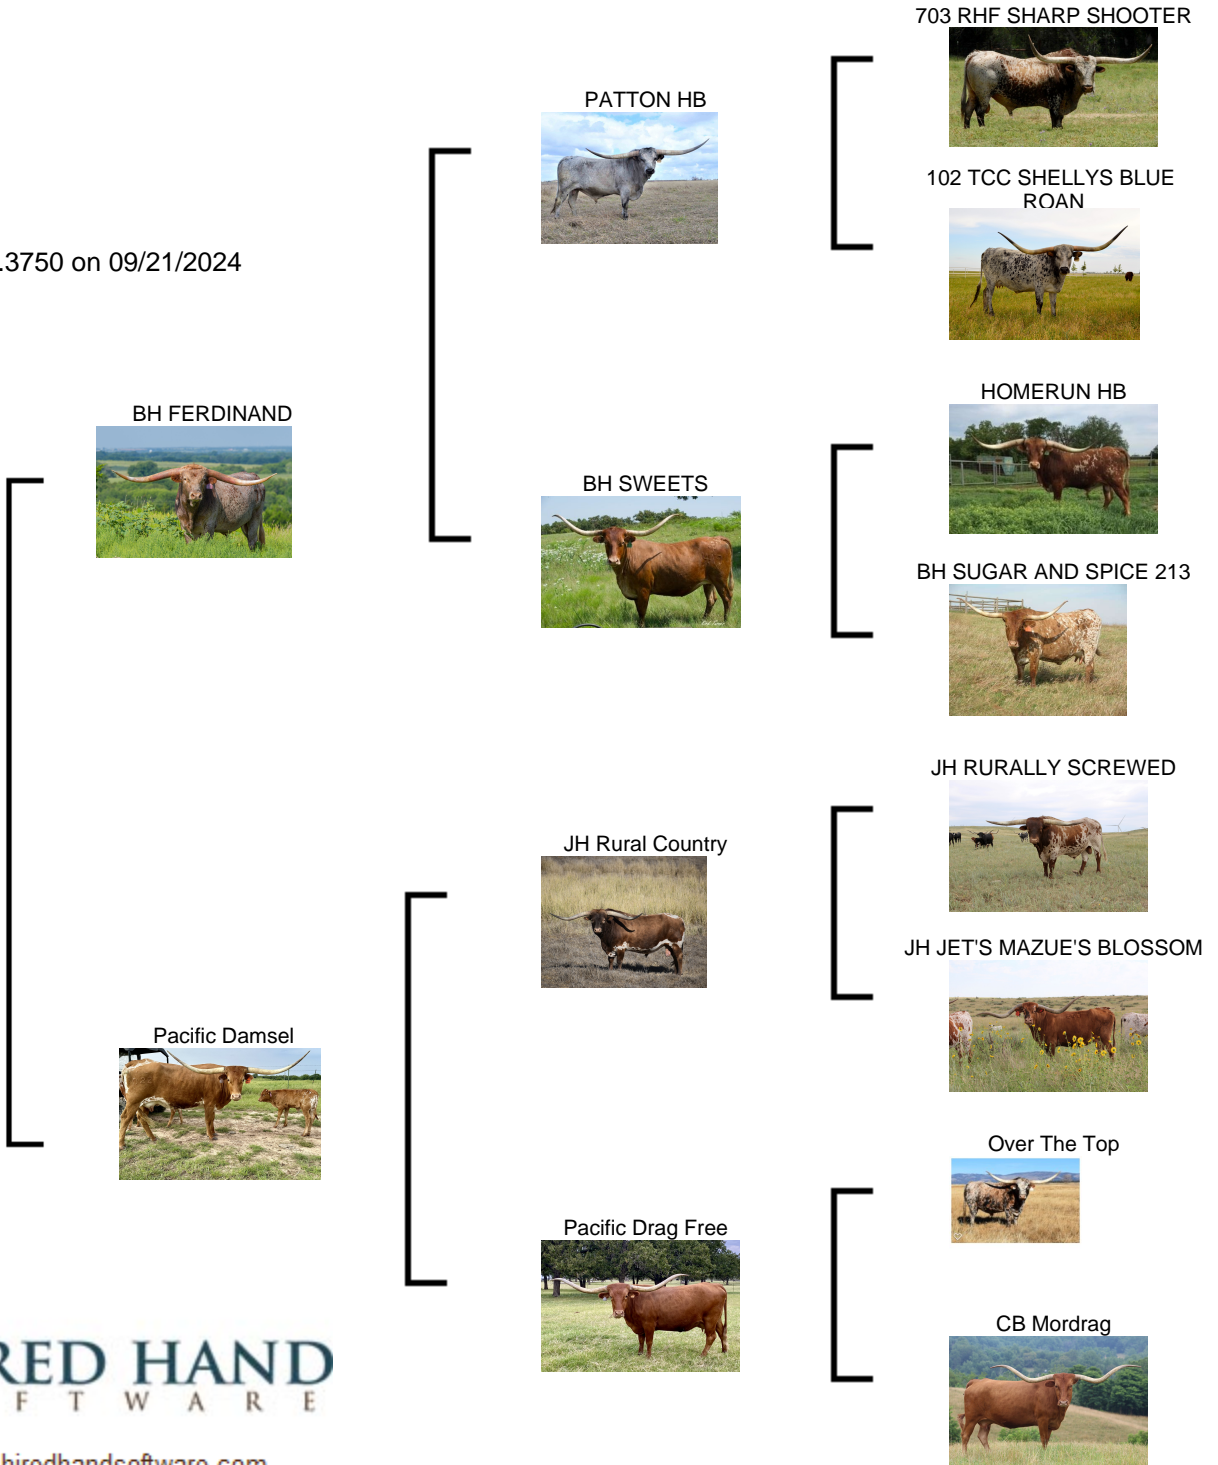 703 RHF SHARP SHOOTER
PATTON HB
102 TCC SHELLYS BLUE
ROAN
.3750 on 09/21/2024
HOMERUN HB
BH FERDINAND
BH SWEETS
BH SUGAR AND SPICE 213
JH RURALLY SCREWED
JH Rural Country
JH JET'S MAZUE'S BLOSSOM
Pacific Damsel
Over The Top
Pacific Drag Free
CB Mordrag
RED HAND
F T W A R E
hiredhandsoftware.com